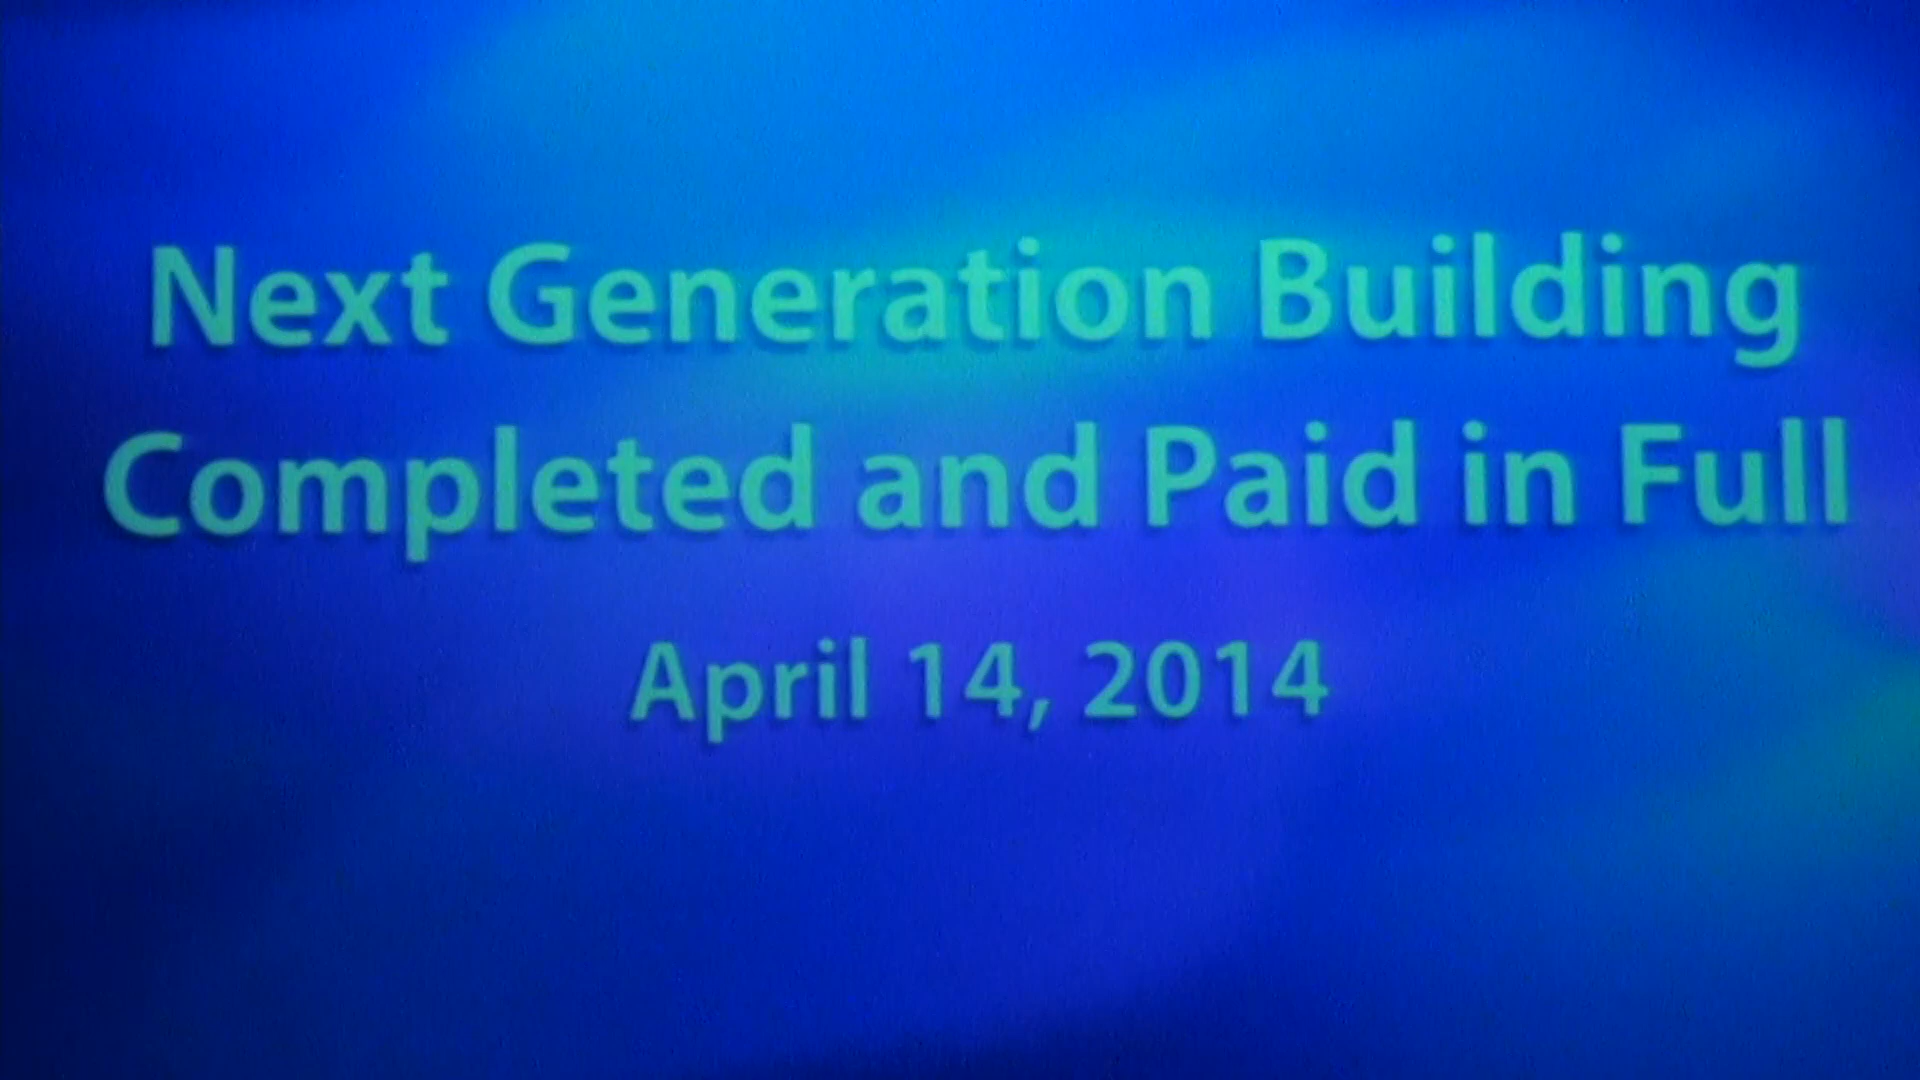 Next Generation Building
Completed and Paid in Full
April 14, 2014